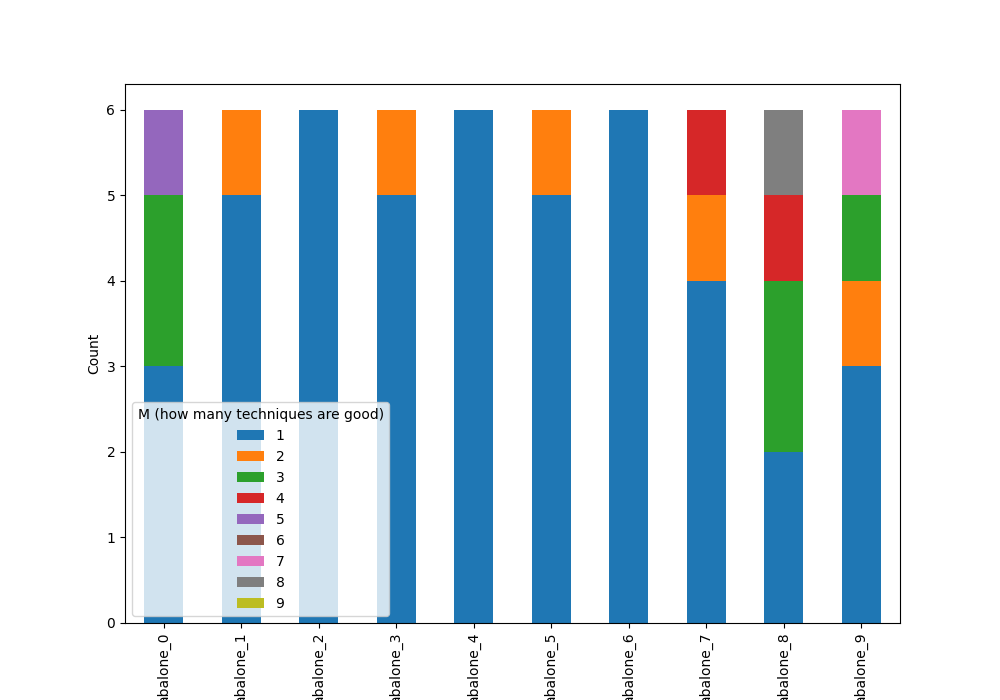 6
5
4
3
2
1
0
Count
M (how many techniques are good)
1
2
3
4
5
6
7
8
9
abalone_0
abalone_1
abalone_2
abalone_3
abalone_4
abalone_5
abalone_6
abalone_7
abalone_8
abalone_9